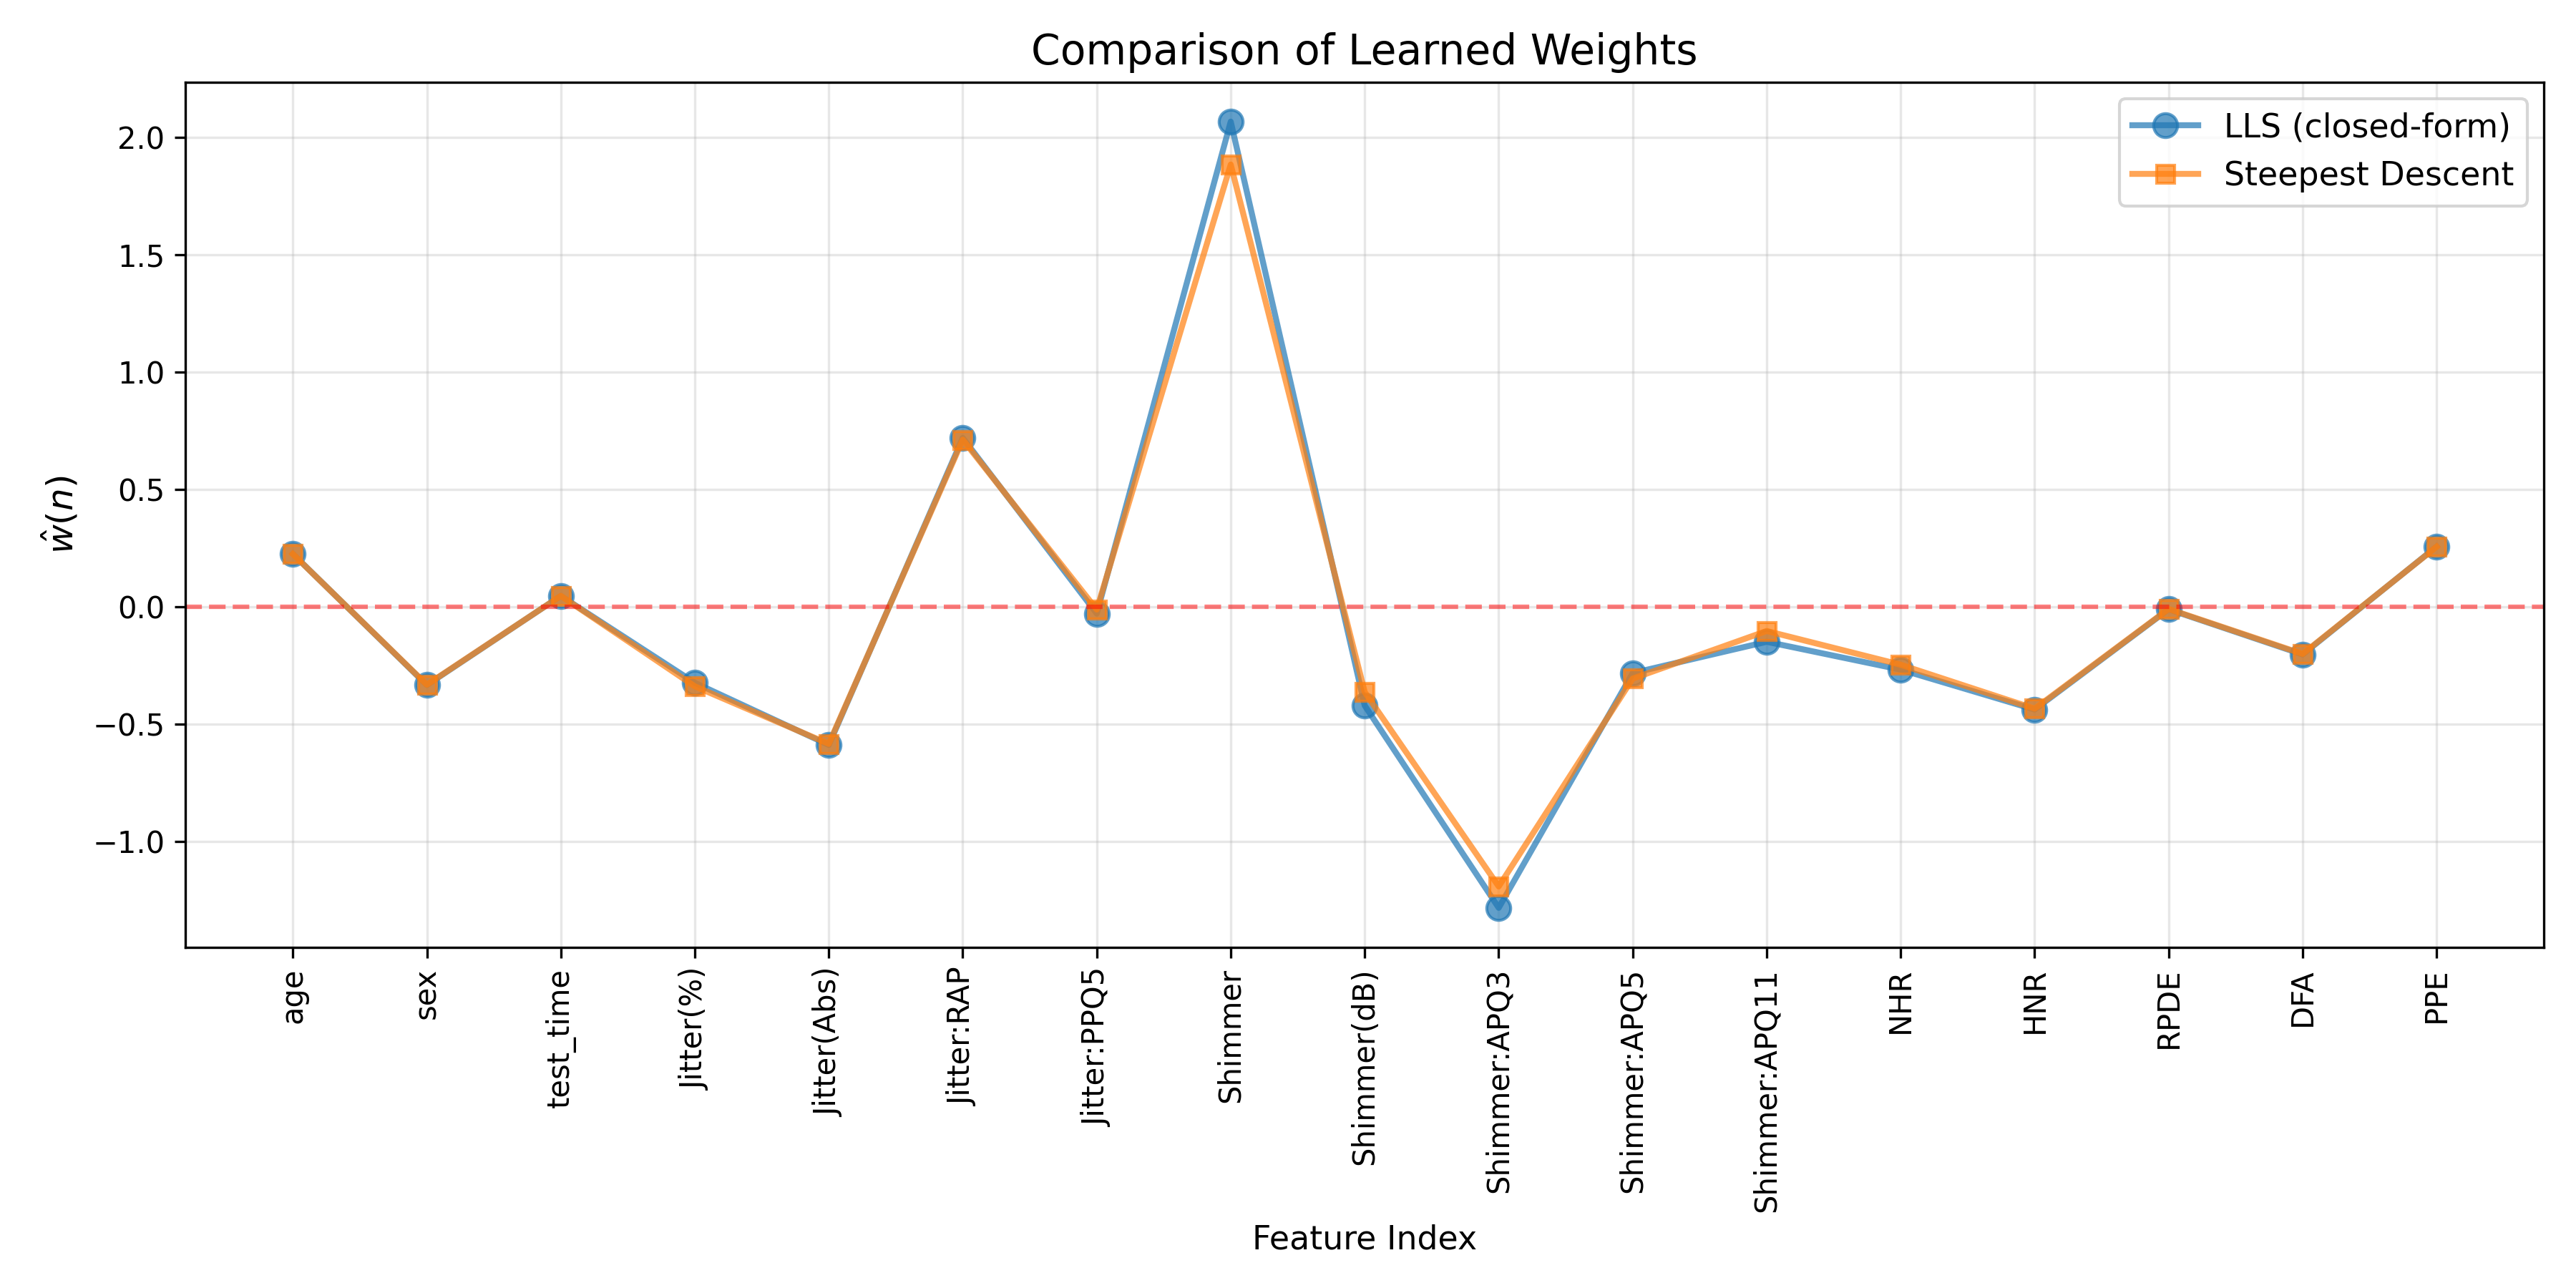 Comparison of Learned Weights
LLS (closed-form)
Steepest Descent
2.0
1.5
1.0
0.5
0.0
−0.5
−1.0
ŵ(n)
age
sex
test_time
Jitter(%)
Jitter(Abs)
Jitter:RAP
Jitter:PPQ5
Shimmer
Shimmer(dB)
Shimmer:APQ3
Shimmer:APQ5
Shimmer:APQ11
NHR
HNR
RPDE
DFA
PPE
Feature Index